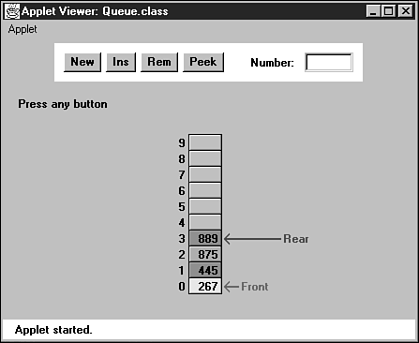 Applet Viewer: Queue.class
Applet
New Ins Rem Peek Number:
Press any button
9
8
7
6
5
4
3 889 Rear
2 875
1 445
0 267 Front
Applet started.